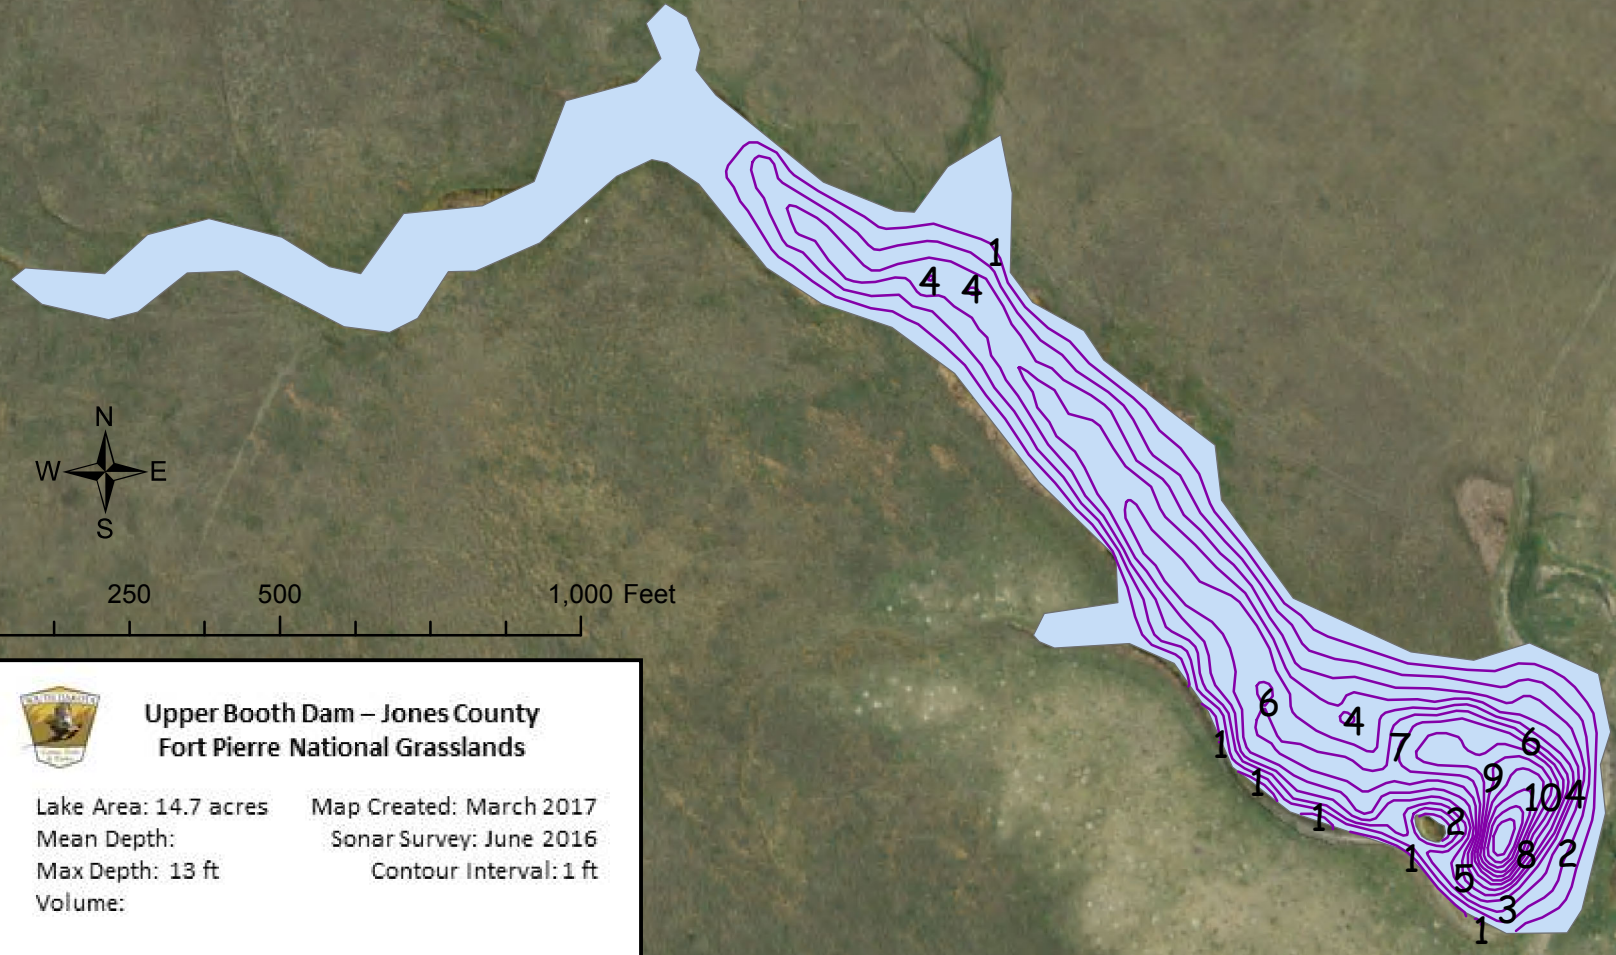 1
4 4
N
W E
S
250 500 1,000 Feet
6
4
7
6
1
9
1
10
4
1
2
8
2
1
5
3
1
Upper Booth Dam – Jones County
Fort Pierre National Grasslands
Lake Area: 14.7 acres Map Created: March 2017
Mean Depth: Sonar Survey: June 2016
Max Depth: 13 ft Contour Interval: 1 ft
Volume: